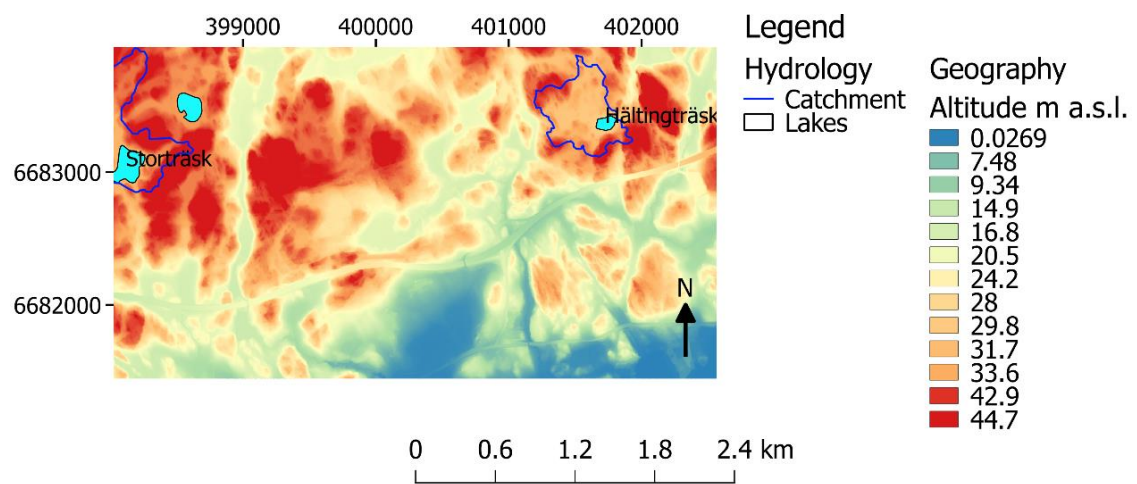 399000 400000 401000 402000
6683000
6682000
Storträsk
Hältingträsk
N
0 0.6 1.2 1.8 2.4 km
Legend
Hydrology
Catchment
Lakes
Geography
Altitude m a.s.l.
0.0269
7.48
9.34
14.9
16.8
20.5
24.2
28
29.8
31.7
33.6
42.9
44.7